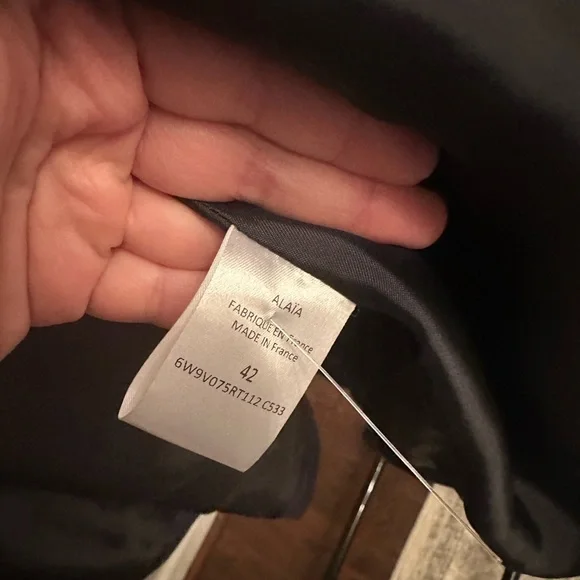 ALAÏA
FABRIQUE EN France
MADE IN France
42
6W9V075RT112 C533